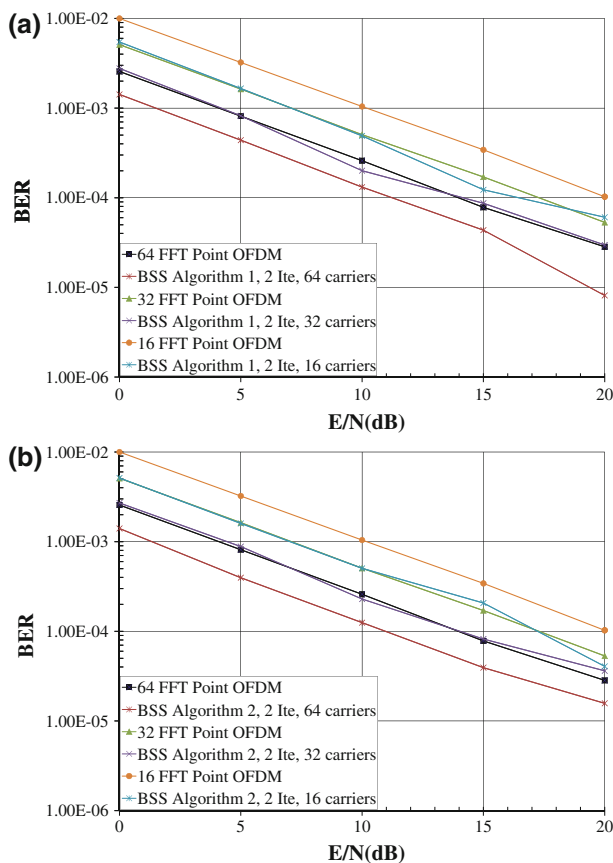 (a)
1.00E-02
1.00E-03
1.00E-04
1.00E-05
1.00E-06
BER
64 FFT Point OFDM
BSS Algorithm 1, 2 Ite, 64 carriers
32 FFT Point OFDM
BSS Algorithm 1, 2 Ite, 32 carriers
16 FFT Point OFDM
BSS Algorithm 1, 2 Ite, 16 carriers
0 5 10 15 20
E/N(dB)
(b)
1.00E-02
1.00E-03
1.00E-04
1.00E-05
1.00E-06
BER
64 FFT Point OFDM
BSS Algorithm 2, 2 Ite, 64 carriers
32 FFT Point OFDM
BSS Algorithm 2, 2 Ite, 32 carriers
16 FFT Point OFDM
BSS Algorithm 2, 2 Ite, 16 carriers
0 5 10 15 20
E/N(dB)